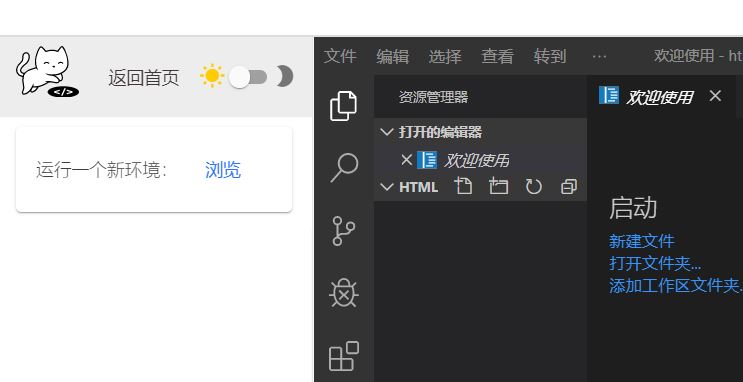 返回首页
运行一个新环境： 浏览
</>
文件 编辑 选择 查看 转到 ··· 欢迎使用 - ht
资源管理器
打开的编辑器
欢迎使用
HTML
欢迎使用
启动
新建文件
打开文件夹...
添加工作区文件夹...